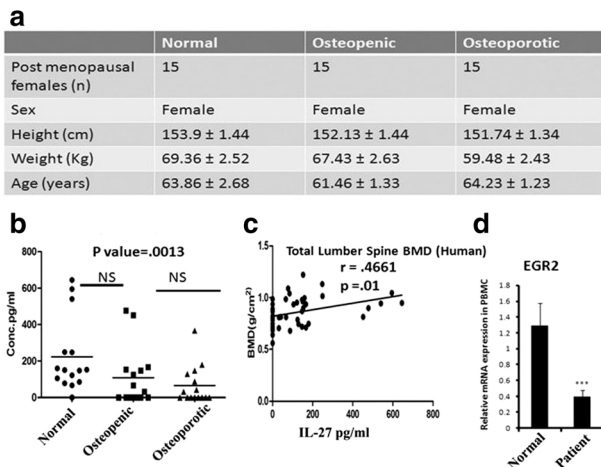 a
Normal Osteopenic Osteoporotic
Post menopausal females (n) 15 15 15
Sex Female Female Female
Height (cm) 153.9 ± 1.44 152.13 ± 1.44 151.74 ± 1.34
Weight (Kg) 69.36 ± 2.52 67.43 ± 2.63 59.48 ± 2.43
Age (years) 63.86 ± 2.68 61.46 ± 1.33 64.23 ± 1.23
b
P value=.0013
NS NS
Conc.pg/ml
800
600
400
200
0
Normal
Osteopenic
Osteoporotic
c
Total Lumber Spine BMD (Human)
r = .4661
p =.01
BMD(g/cm²)
1.5
1.0
0.5
0.0
0 200 400 600 800
IL-27 pg/ml
d
EGR2
Relative mRNA expression in PBMC
1.8
1.6
1.4
1.2
1
0.8
0.6
0.4
0.2
0
***
Normal
Patient